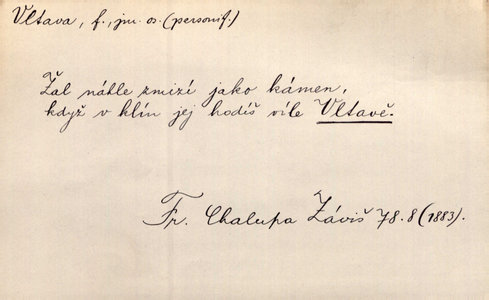 Vltava, f., jm. os. (personif.)
Žal náhle zmizí jako kámen,
když v klín jej hodíš víle Vltavě.
Fr. Chalupa Záviš 78. 8 (1883).